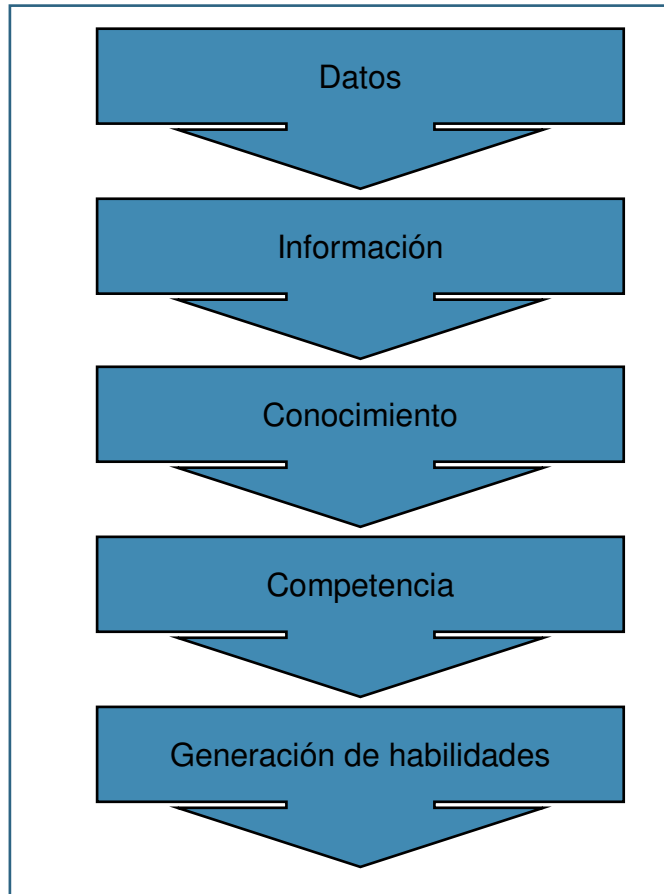 Datos
Información
Conocimiento
Competencia
Generación de habilidades